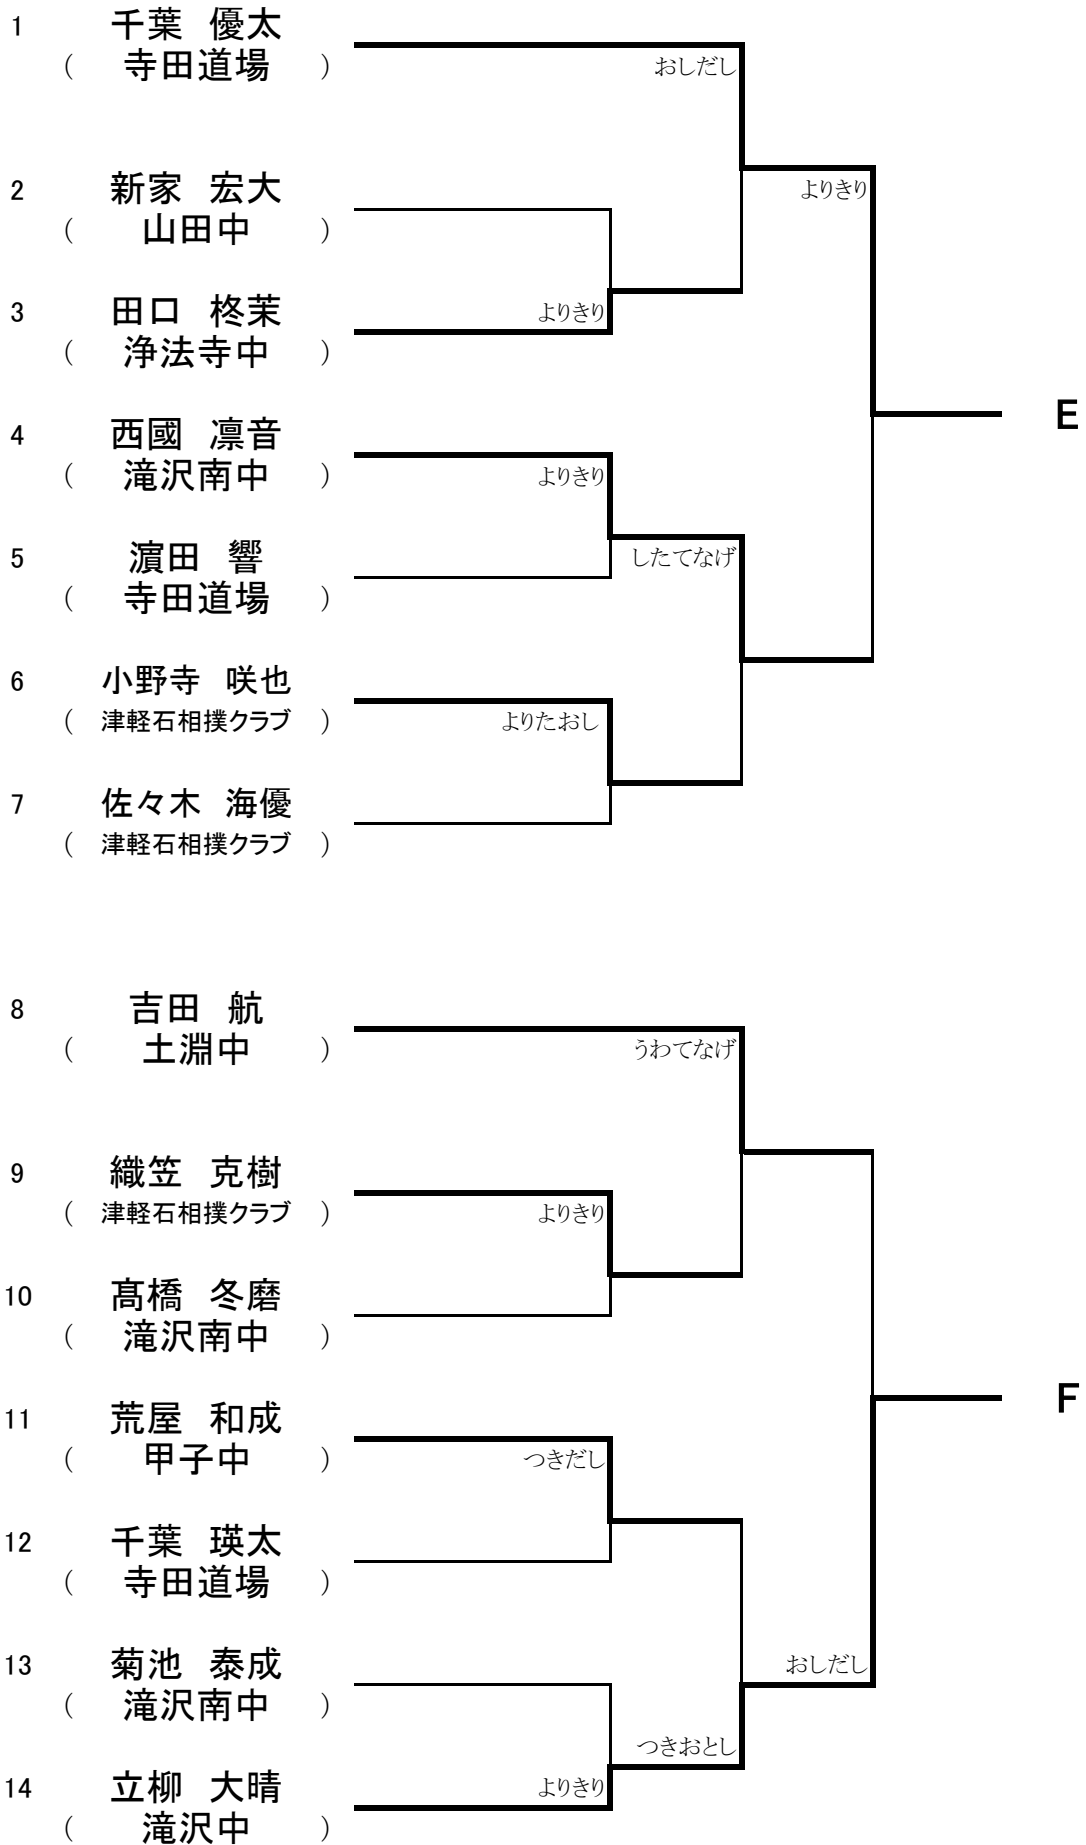 1 千葉 優太
( 寺田道場 )
おしだし
2 新家 宏大
( 山田中 )
よりきり
3 田口 柊茉
( 浄法寺中 )
よりきり
4 西國 凛音
( 滝沢南中 )
よりきり
E
5 濵田 響
( 寺田道場 )
したてなげ
6 小野寺 咲也
( 津軽石相撲クラブ )
よりたおし
7 佐々木 海優
( 津軽石相撲クラブ )
8 吉田 航
( 土淵中 )
うわてなげ
9 織笠 克樹
( 津軽石相撲クラブ )
よりきり
10 髙橋 冬磨
( 滝沢南中 )
11 荒屋 和成
( 甲子中 )
つきだし
F
12 千葉 瑛太
( 寺田道場 )
13 菊池 泰成
( 滝沢南中 )
おしだし
つきおとし
14 立柳 大晴
( 滝沢中 )
よりきり